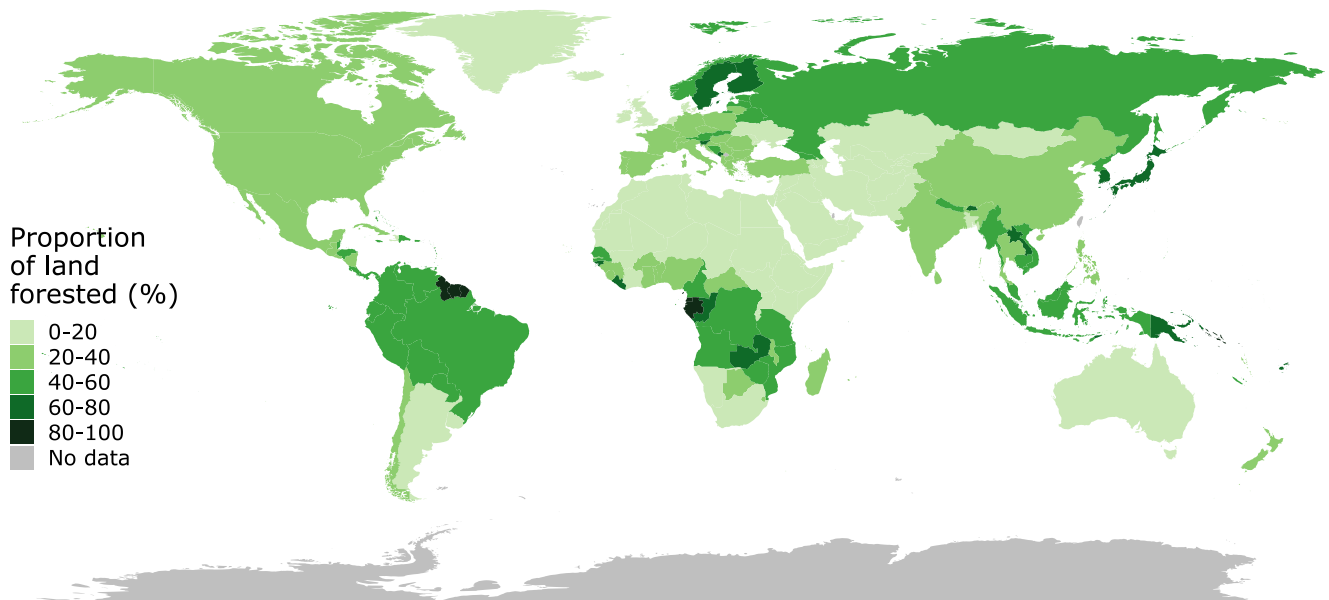 Proportion
of land
forested (%)
0-20
20-40
40-60
60-80
80-100
No data